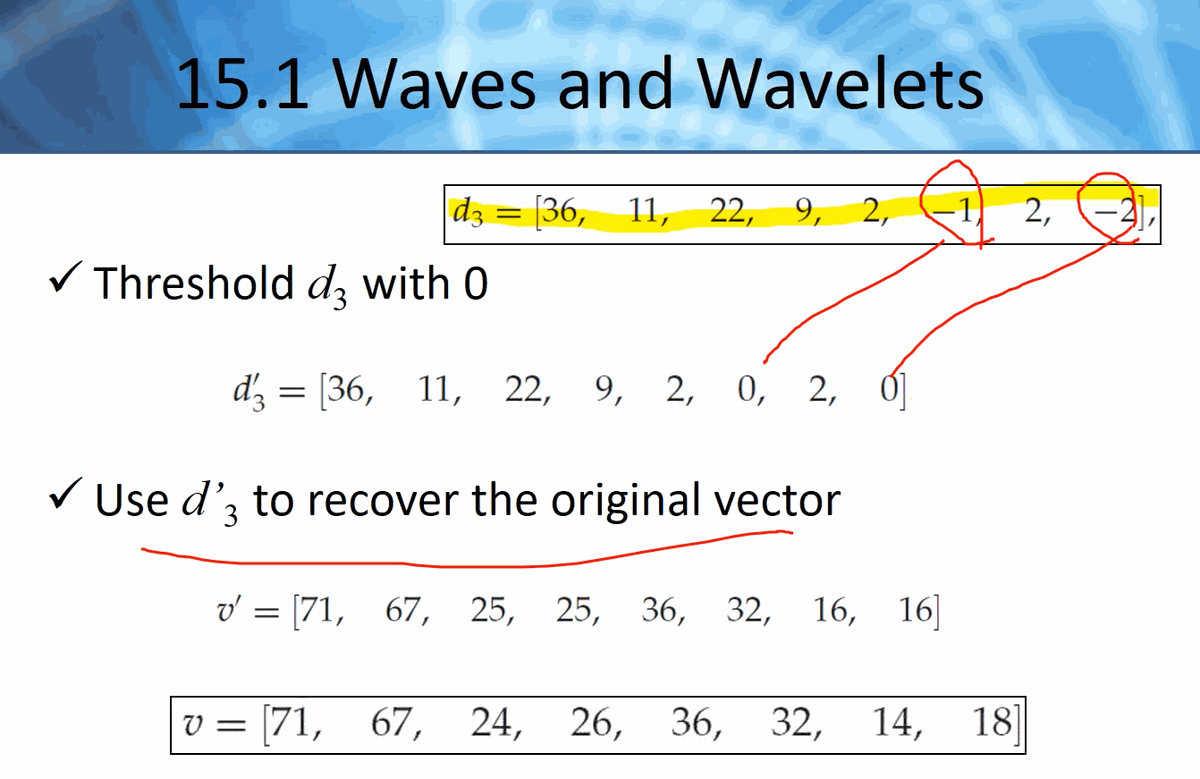 15.1 Waves and Wavelets
d₃ = [36, 11, 22, 9, 2, −1, 2, −2],
✓ Threshold d₃ with 0
d′₃ = [36, 11, 22, 9, 2, 0, 2, 0]
✓ Use d’₃ to recover the original vector
v′ = [71, 67, 25, 25, 36, 32, 16, 16]
v = [71, 67, 24, 26, 36, 32, 14, 18]